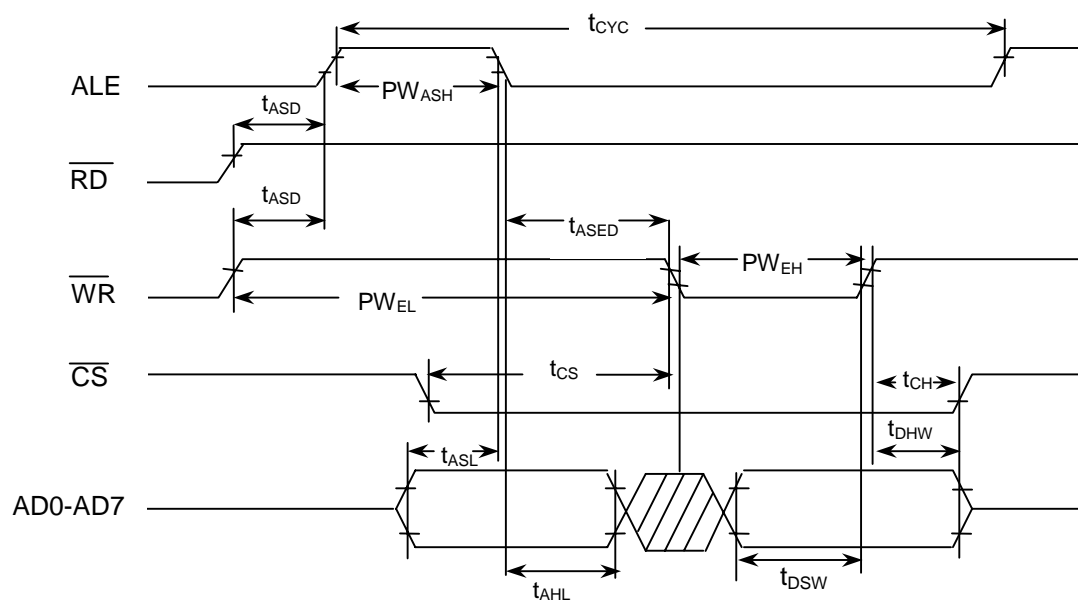 tCYC
ALE
PWASH
tASD
RD
tASD
tASED
PWEH
WR
PWEL
CS
tCS
tCH
tDHW
tASL
AD0-AD7
tDSW
tAHL